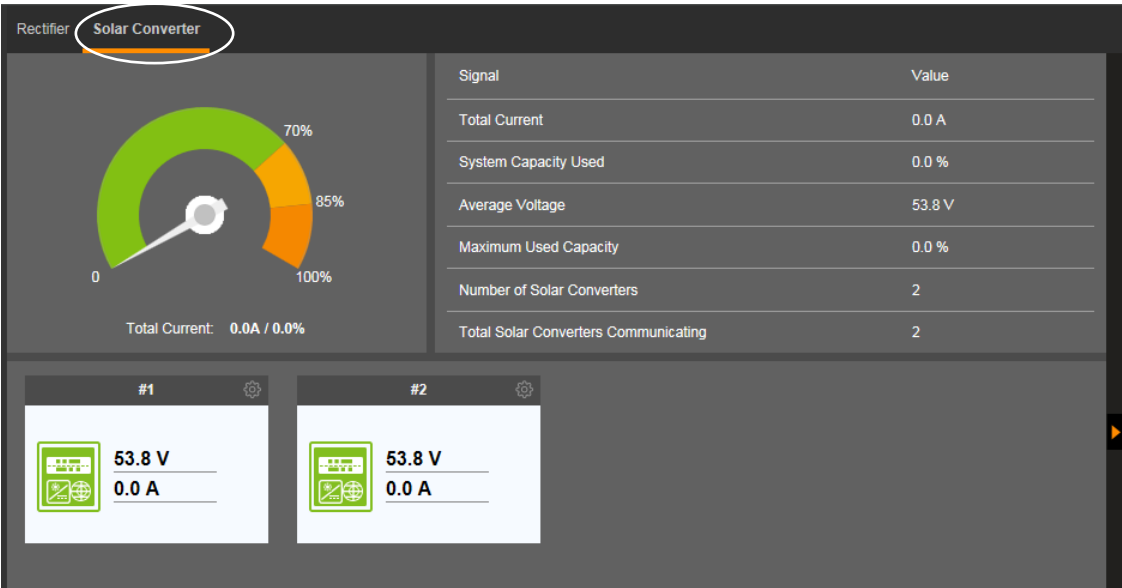 Rectifier Solar Converter
70%
85%
0
100%
Total Current: 0.0A / 0.0%
Signal Value
Total Current 0.0 A
System Capacity Used 0.0 %
Average Voltage 53.8 V
Maximum Used Capacity 0.0 %
Number of Solar Converters 2
Total Solar Converters Communicating 2
#1
53.8 V
0.0 A
#2
53.8 V
0.0 A